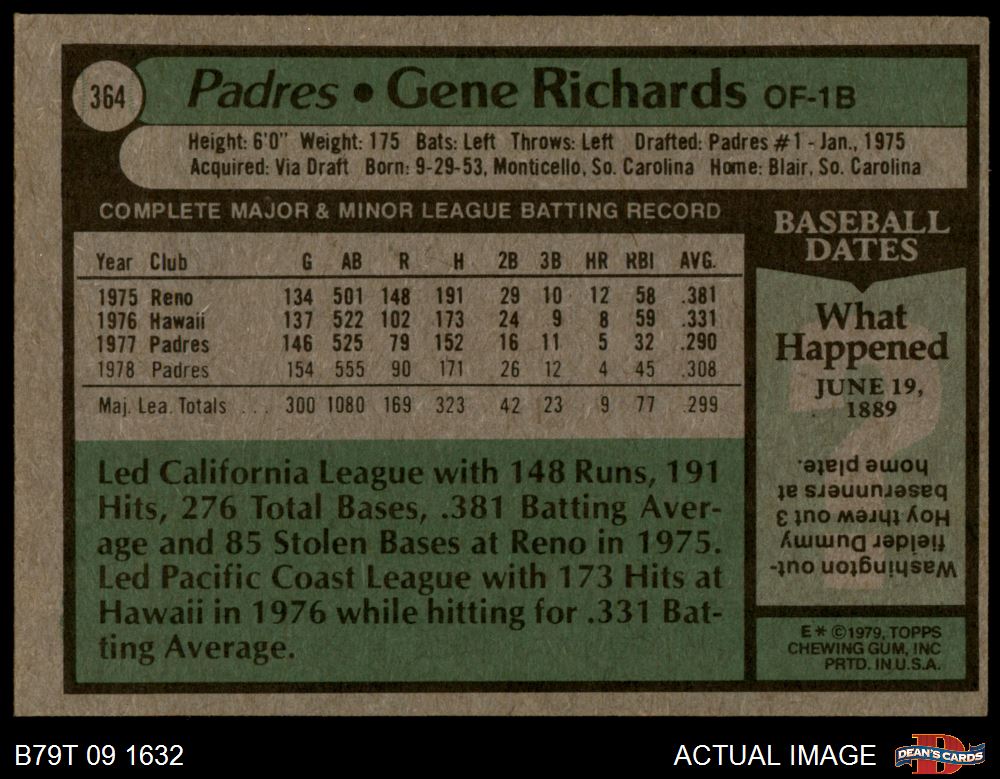 364
Padres • Gene Richards OF-1B
Height: 6'0" Weight: 175 Bats: Left Throws: Left Drafted: Padres #1 - Jan., 1975
Acquired: Via Draft Born: 9-29-53, Monticello, So. Carolina Home: Blair, So. Carolina
COMPLETE MAJOR & MINOR LEAGUE BATTING RECORD
Year Club G AB R H 2B 3B HR RBI AVG.
1975 Reno 134 501 148 191 29 10 12 58 .381
1976 Hawaii 137 522 102 173 24 9 8 59 .331
1977 Padres 146 525 79 152 16 11 5 32 .290
1978 Padres 154 555 90 171 26 12 4 45 .308
Maj. Lea. Totals ... 300 1080 169 323 42 23 9 77 .299
Led California League with 148 Runs, 191
Hits, 276 Total Bases, .381 Batting Aver-
age and 85 Stolen Bases at Reno in 1975.
Led Pacific Coast League with 173 Hits at
Hawaii in 1976 while hitting for .331 Bat-
ting Average.
BASEBALL
DATES
What
Happened
JUNE 19,
1889
Washington out-
fielder Dummy
Hoy threw out 3
baserunners at
home plate.
E* ©1979, TOPPS
CHEWING GUM, INC
PRTD. IN U.S.A.
B79T 09 1632
ACTUAL IMAGE
DEAN'S CARDS